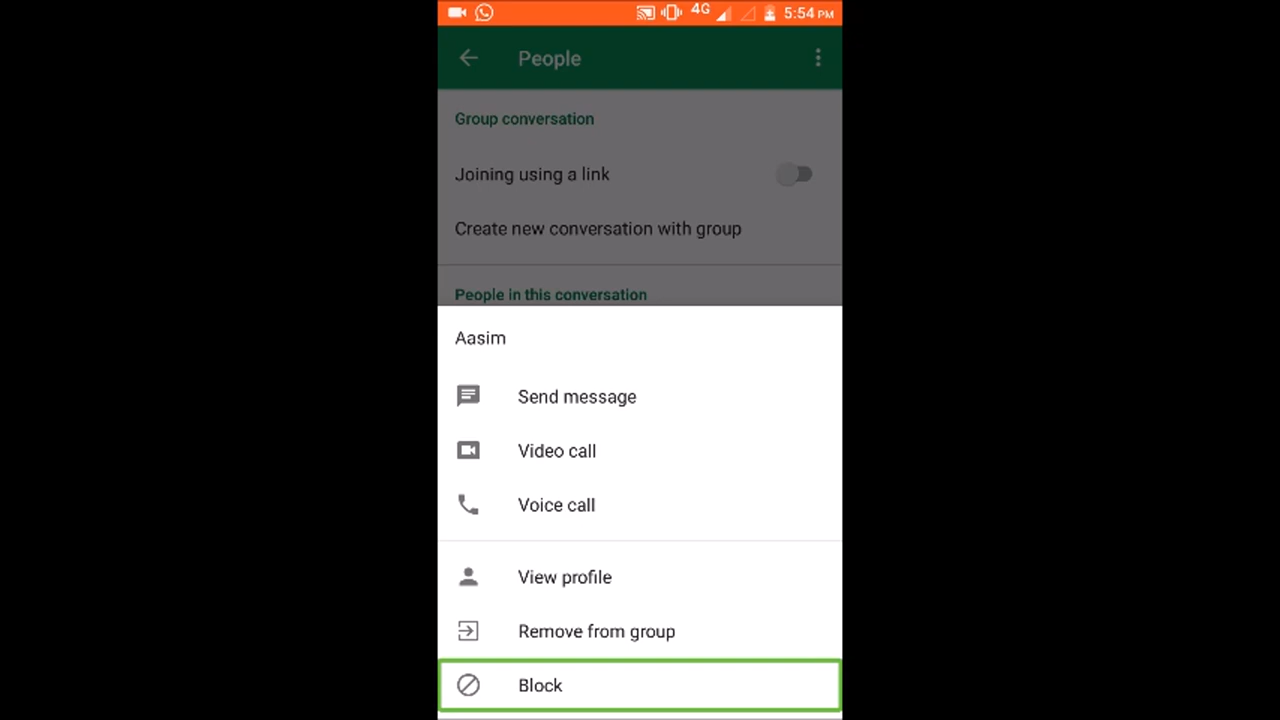 4G 5:54 PM
People
Group conversation
Joining using a link
Create new conversation with group
People in this conversation
Aasim
Send message
Video call
Voice call
View profile
Remove from group
Block